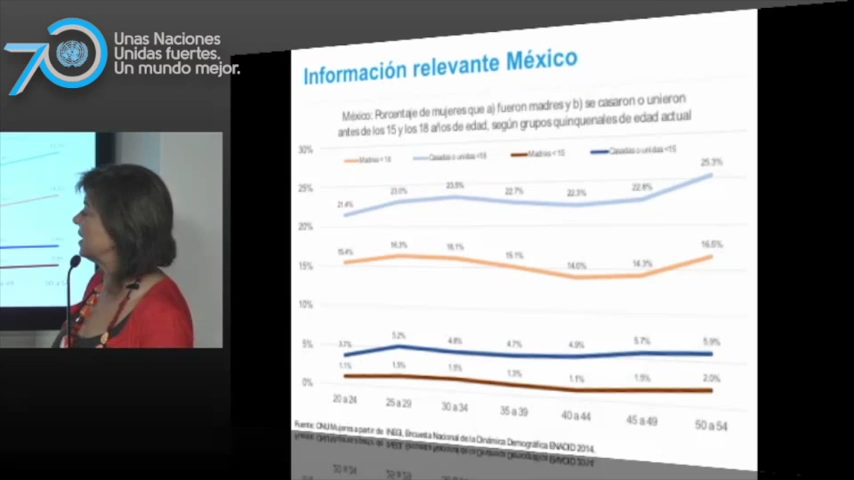 70
Unas Naciones
Unidas fuertes.
Un mundo mejor.
Información relevante México
México: Porcentaje de mujeres que a) fueron madres y b) se casaron o unieron
antes de los 15 y los 18 años de edad, según grupos quinquenales de edad actual
30%
Madres < 18 Casadas o unidas <18 Madres < 15 Casadas o unidas <15
25%
21.4% 23.0% 23.5% 22.7% 22.3% 22.8% 25.3%
20%
15.4% 16.3% 16.1% 15.1% 14.0% 14.3% 16.6%
15%
10%
5%
3.7% 5.2% 4.8% 4.7% 4.9% 5.7% 5.9%
1.1% 1.5% 1.3% 1.1% 1.9% 2.0%
0%
20 a 24 25 a 29 30 a 34 35 a 39 40 a 44 45 a 49 50 a 54
Fuente: ONU Mujeres a partir de INEGI, Encuesta Nacional de la Dinámica Demográfica ENADID 2014.